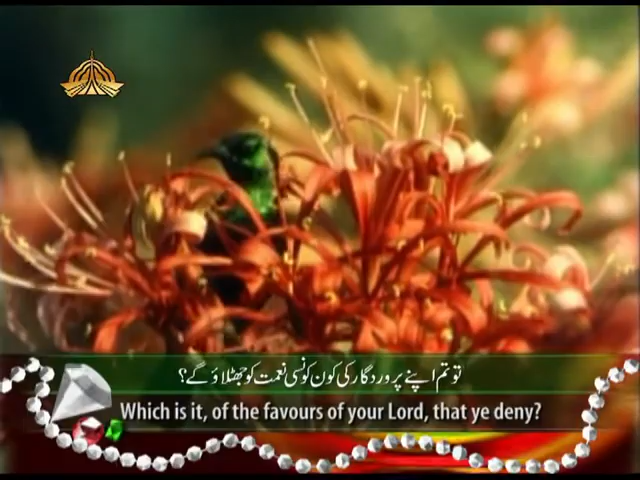 تو تم اپنے پروردگار کی کون کونسی نعمت کو جھٹلاؤ گے؟
Which is it, of the favours of your Lord, that ye deny?